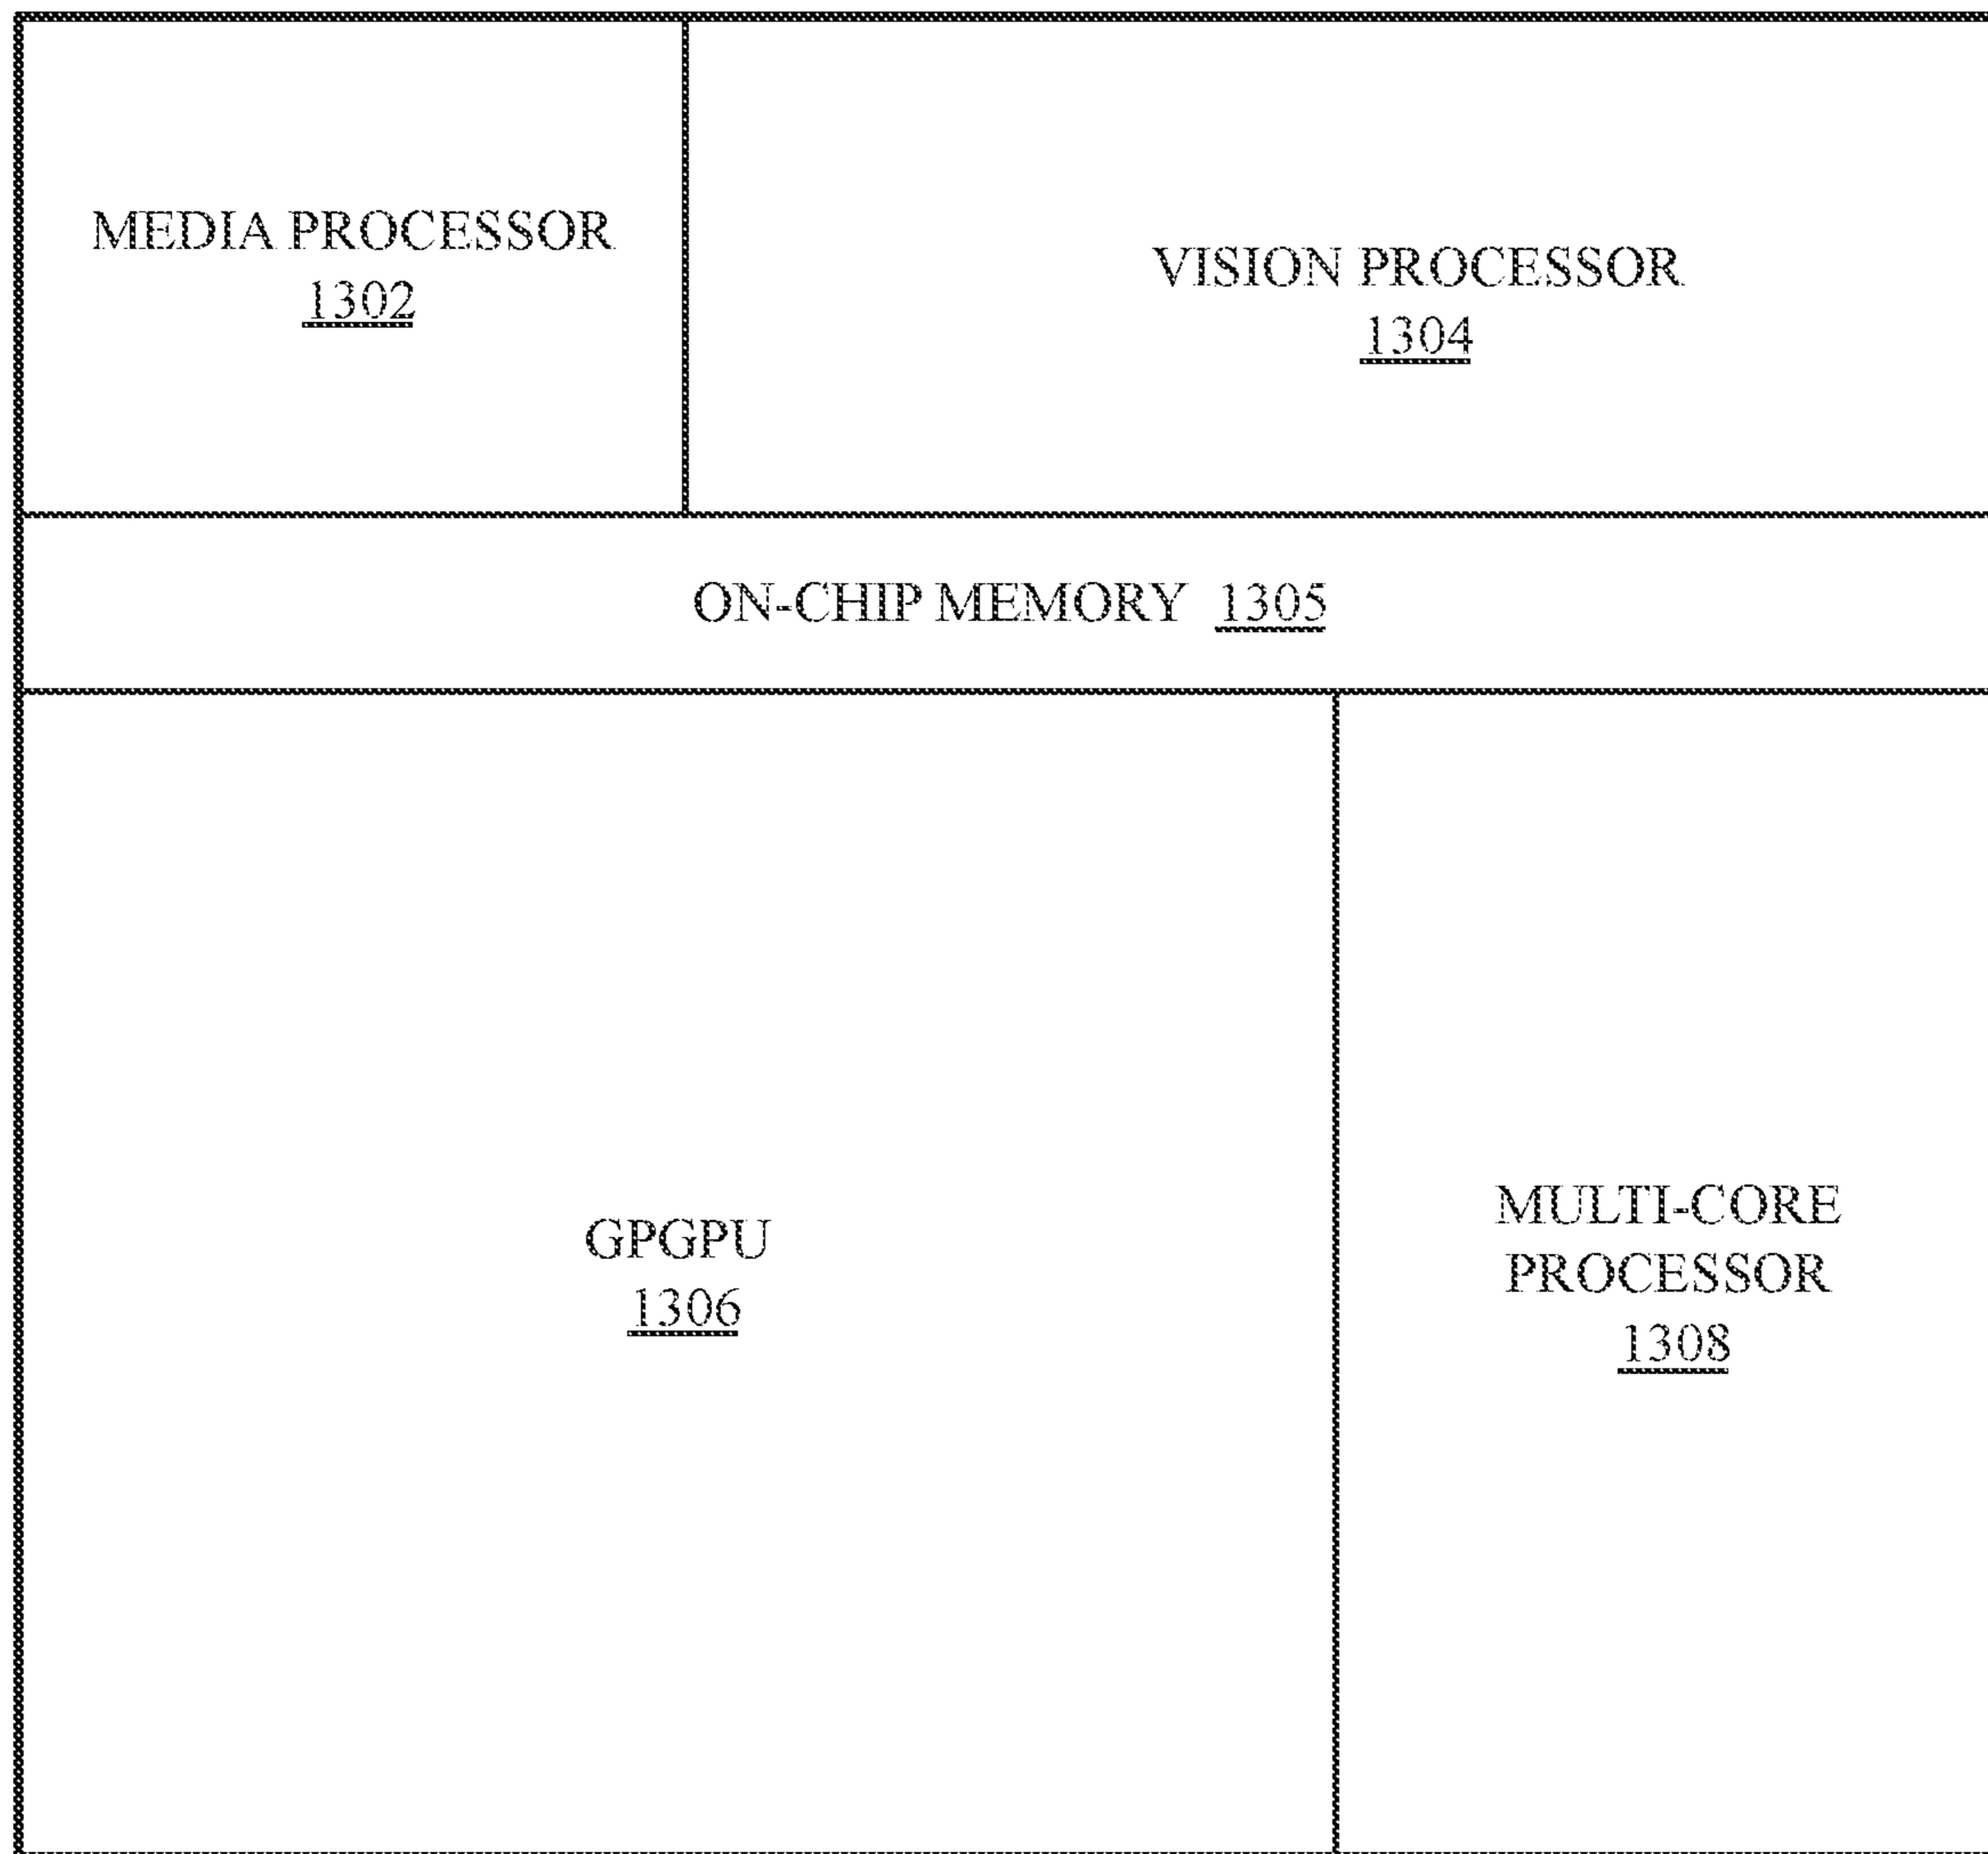 MEDIA PROCESSOR
1302
VISION PROCESSOR
1304
ON-CHIP MEMORY 1305
GPGPU
1306
MULTI-CORE
PROCESSOR
1308